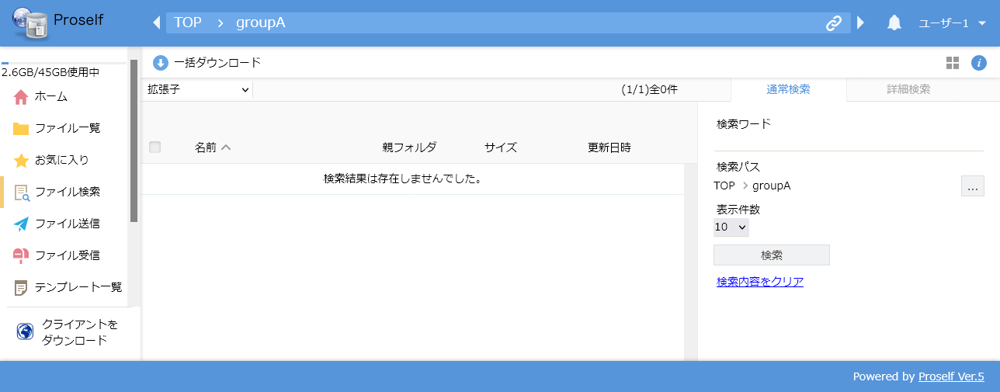 Proself
TOP > groupA
ユーザー1
2.6GB/45GB使用中
ホーム
ファイル一覧
お気に入り
ファイル検索
ファイル送信
ファイル受信
テンプレート一覧
クライアントを
ダウンロード
一括ダウンロード
拡張子
(1/1)全0件
名前
親フォルダ
サイズ
更新日時
検索結果は存在しませんでした。
通常検索
詳細検索
検索ワード
検索パス
TOP > groupA
...
表示件数
10
検索
検索内容をクリア
Powered by Proself Ver.5